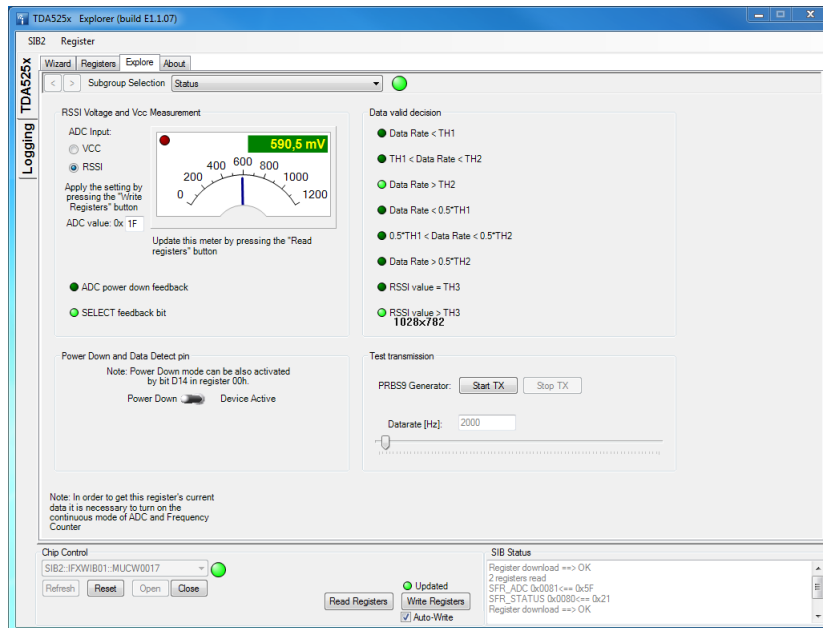 TDA525x Explorer (build E1.1.07)
SIB2 Register
TDA525x
Logging
Wizard Registers Explore About
< > Subgroup Selection Status
RSSI Voltage and Vcc Measurement
ADC Input:
VCC
RSSI
Apply the setting by
pressing the "Write
Registers" button
ADC value: 0x 1F
590,5 mV
0 200 400 600 800 1000 1200
Update this meter by pressing the "Read
registers" button
ADC power down feedback
SELECT feedback bit
Data valid decision
Data Rate < TH1
TH1 < Data Rate < TH2
Data Rate > TH2
Data Rate < 0.5*TH1
0.5*TH1 < Data Rate < 0.5*TH2
Data Rate > 0.5*TH2
RSSI value = TH3
RSSI value > TH3
1028x782
Power Down and Data Detect pin
Note: Power Down mode can be also activated
by bit D14 in register 00h.
Power Down Device Active
Test transmission
PRBS9 Generator: Start TX Stop TX
Datarate [Hz]: 2000
Note: In order to get this register's current
data it is necessary to turn on the
continuous mode of ADC and Frequency
Counter
Chip Control
SIB2::IFXWIB01::MUCW0017
Refresh Reset Open Close
Updated
Read Registers Write Registers
Auto-Write
SIB Status
Register download ==> OK
2 registers read
SFR_ADC 0x0081<== 0x5F
SFR_STATUS 0x0080<== 0x21
Register download ==> OK